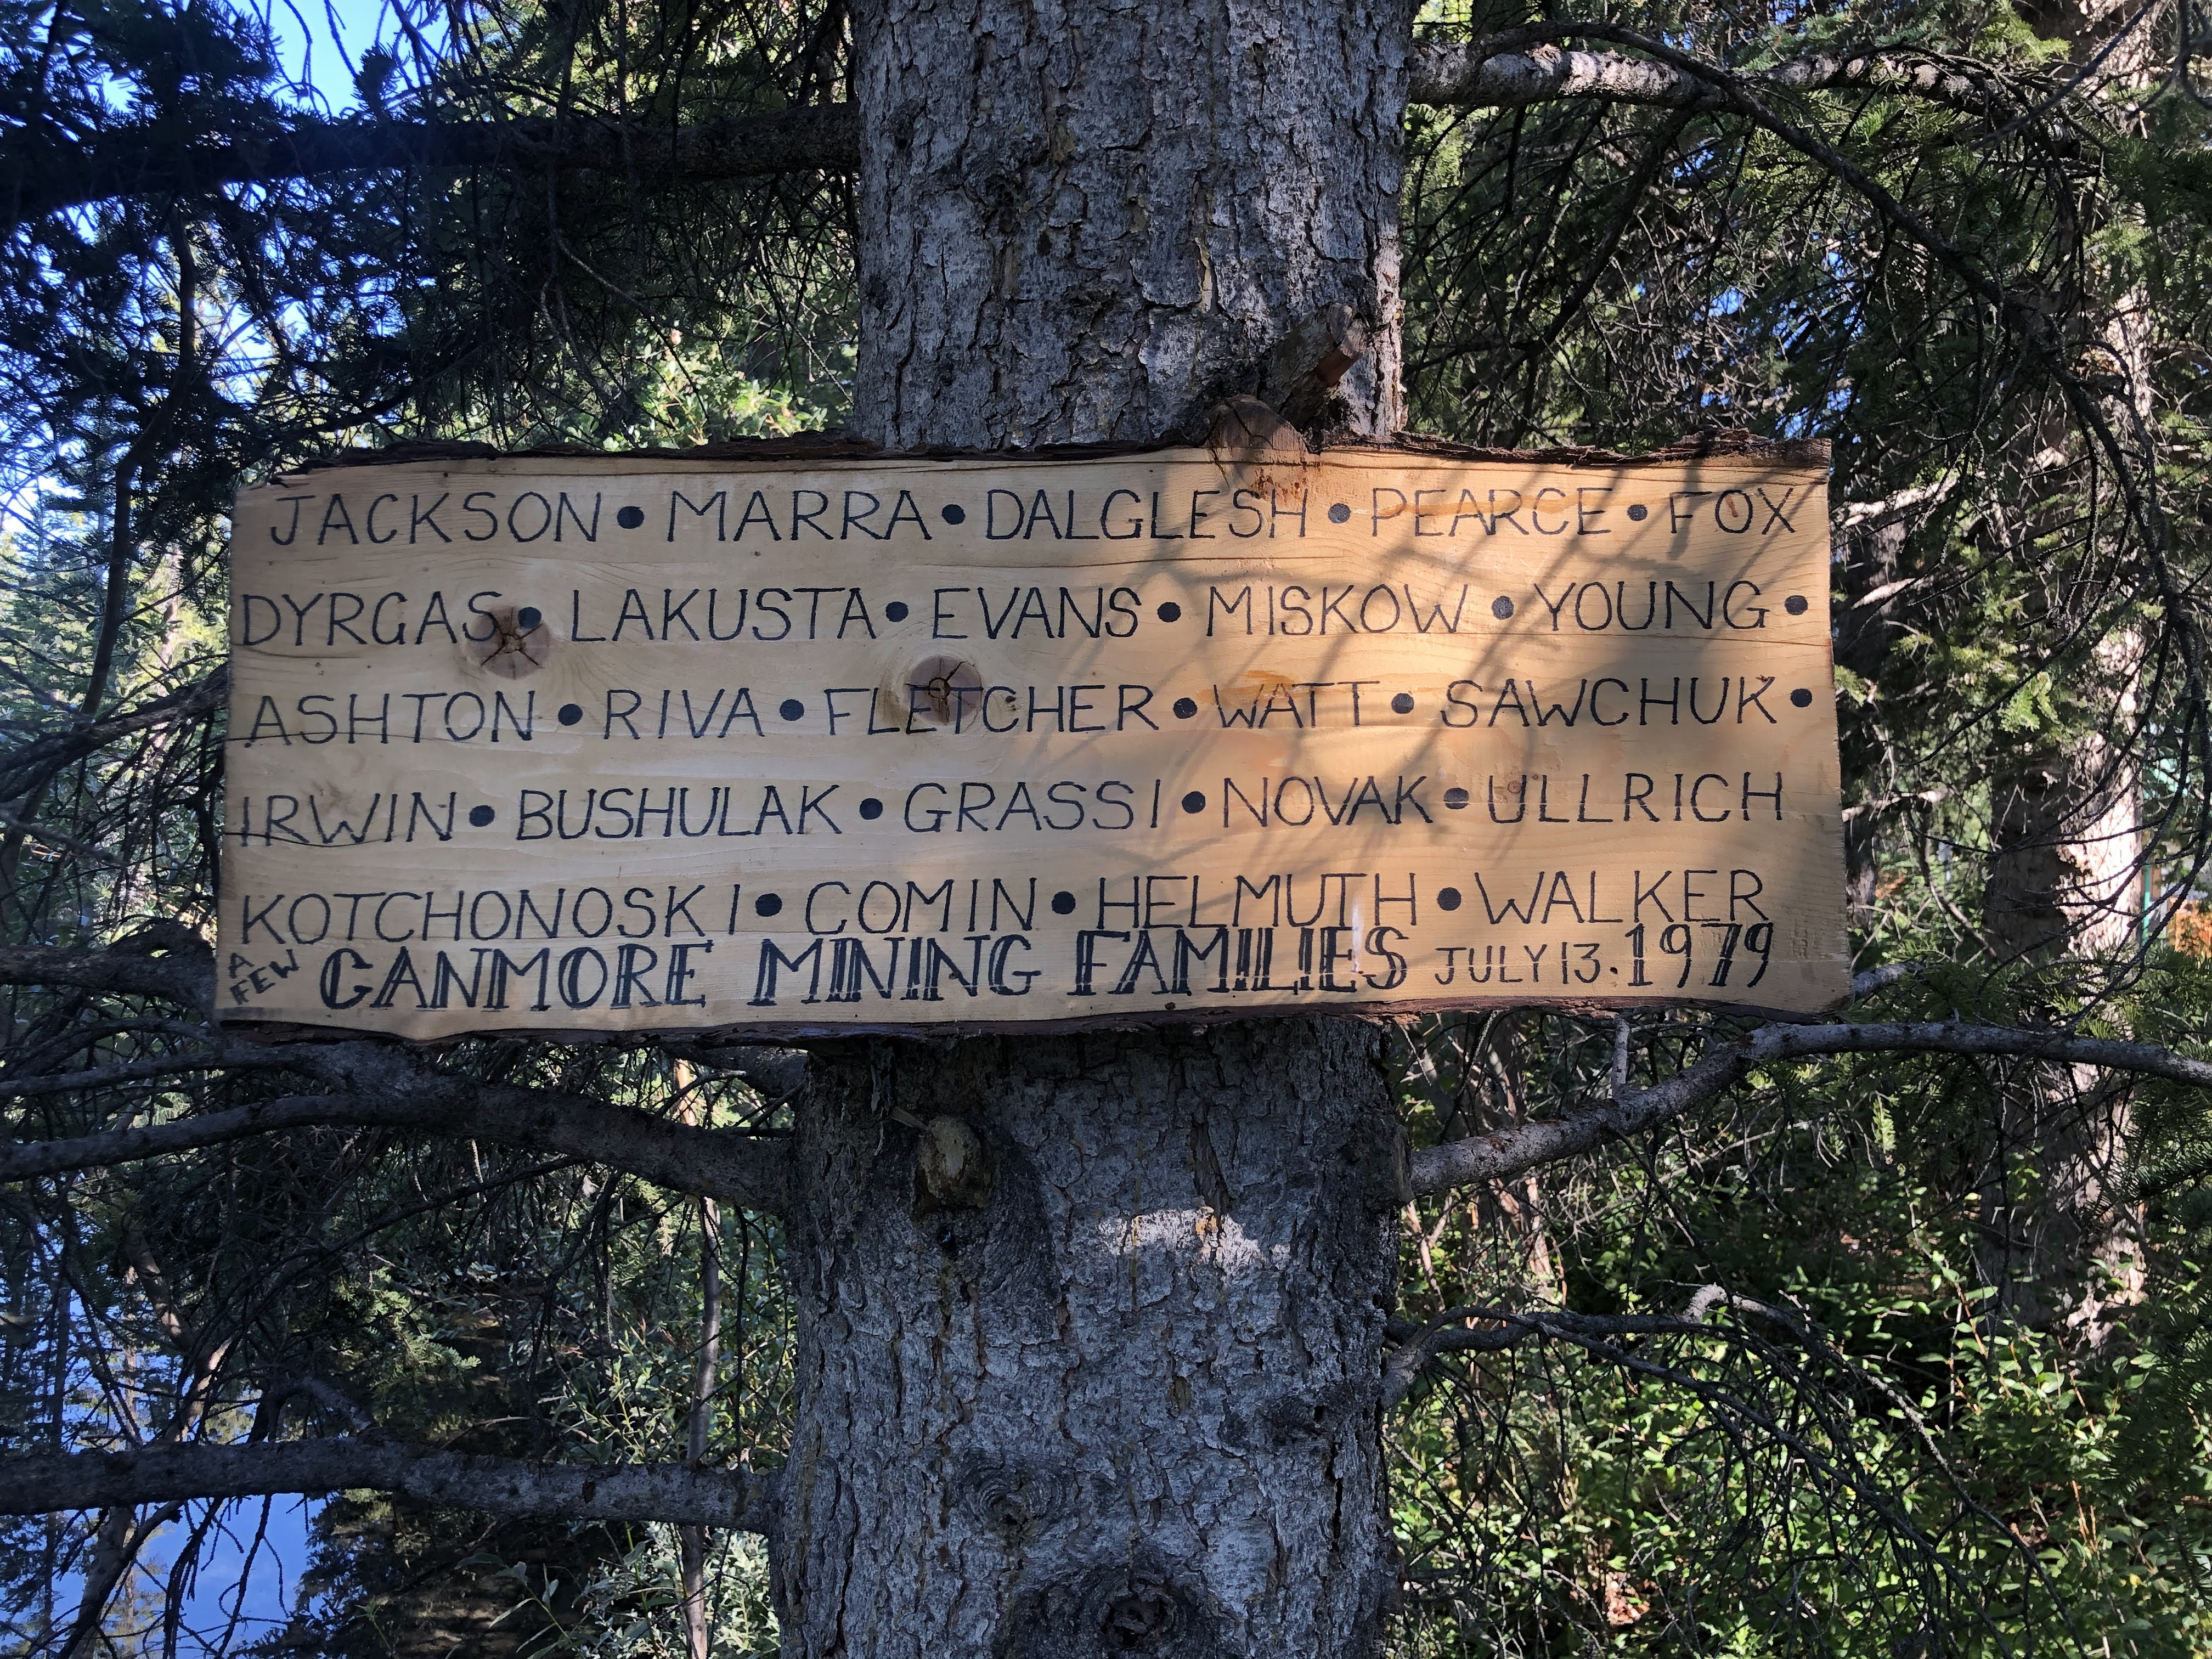 JACKSON • MARRA • DALGLESH • PEARCE • FOX
DYRGAS • LAKUSTA • EVANS • MISKOW • YOUNG •
ASHTON • RIVA • FLETCHER • WATT • SAWCHUK •
IRWIN • BUSHULAK • GRASSI • NOVAK • ULLRICH
KOTCHONOSKI • COMIN • HELMUTH • WALKER
A FEW CANMORE MINING FAMILIES JULY 13. 1979